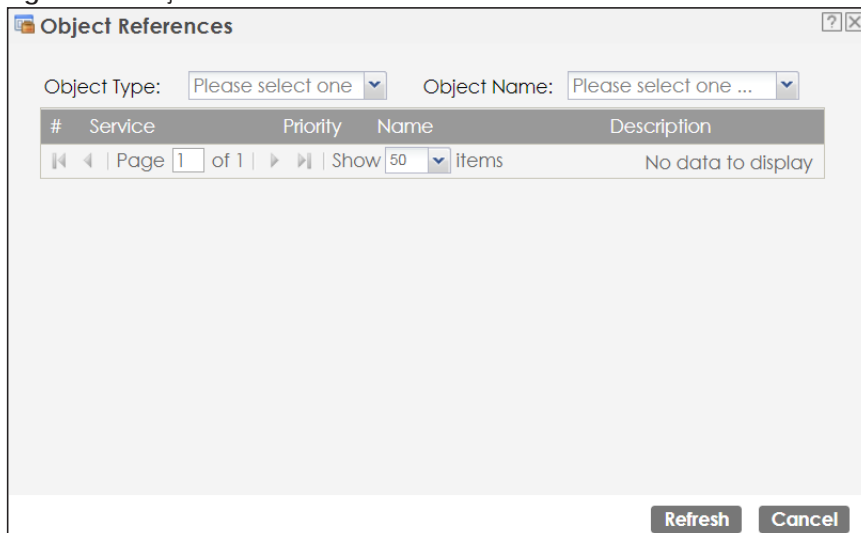 Object References
Object Type: Please select one Object Name: Please select one ...
# Service Priority Name Description
Page 1 of 1 Show 50 items No data to display
Refresh Cancel